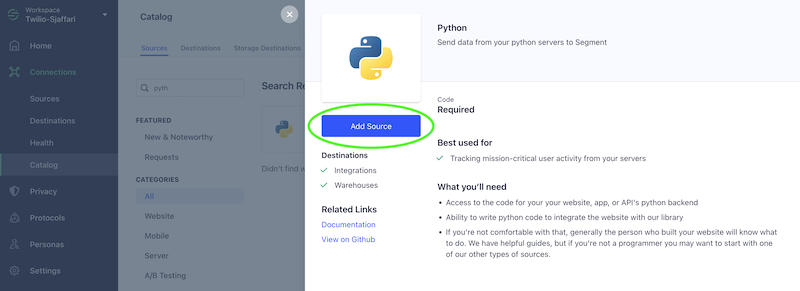 Workspace
Twilio-Sjaffari
Home
Connections
Sources
Destinations
Health
Catalog
Privacy
Protocols
Personas
Settings
Catalog
Sources Destinations Storage Destinations
pyth
FEATURED
New & Noteworthy
Requests
CATEGORIES
All
Website
Mobile
Server
A/B Testing
Search Re
Didn't find w
Add Source
Destinations
Integrations
Warehouses
Related Links
Documentation
View on Github
Python
Send data from your python servers to Segment
Code
Required
Best used for
Tracking mission-critical user activity from your servers
What you'll need
• Access to the code for your your website, app, or API's python backend
• Ability to write python code to integrate the website with our library
• If you're not comfortable with that, generally the person who built your website will know what
to do. We have helpful guides, but if you're not a programmer you may want to start with one
of our other types of sources.